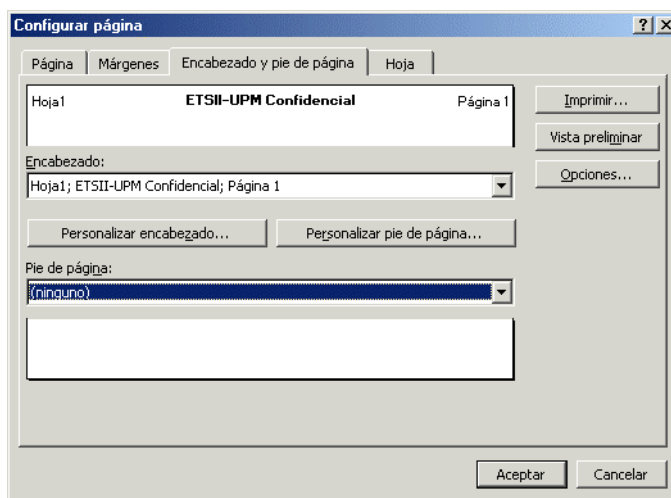 Configurar página
Página Márgenes Encabezado y pie de página Hoja
Hoja1 ETSII-UPM Confidencial Página 1
Imprimir...
Vista preliminar
Encabezado:
Opciones...
Hoja1; ETSII-UPM Confidencial; Página 1
Personalizar encabezado... Personalizar pie de página...
Pie de página:
(ninguno)
Aceptar Cancelar